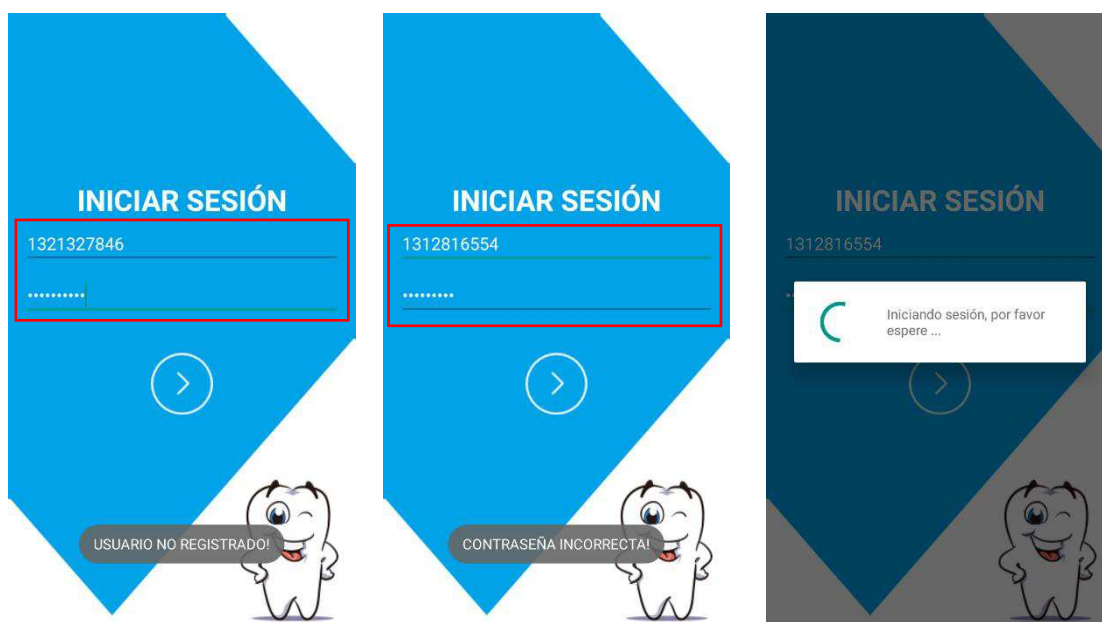 INICIAR SESIÓN
1321327846
••••••••••
USUARIO NO REGISTRADO!
INICIAR SESIÓN
1312816554
•••••••••
CONTRASEÑA INCORRECTA!
INICIAR SESIÓN
1312816554
Iniciando sesión, por favor
espere ...